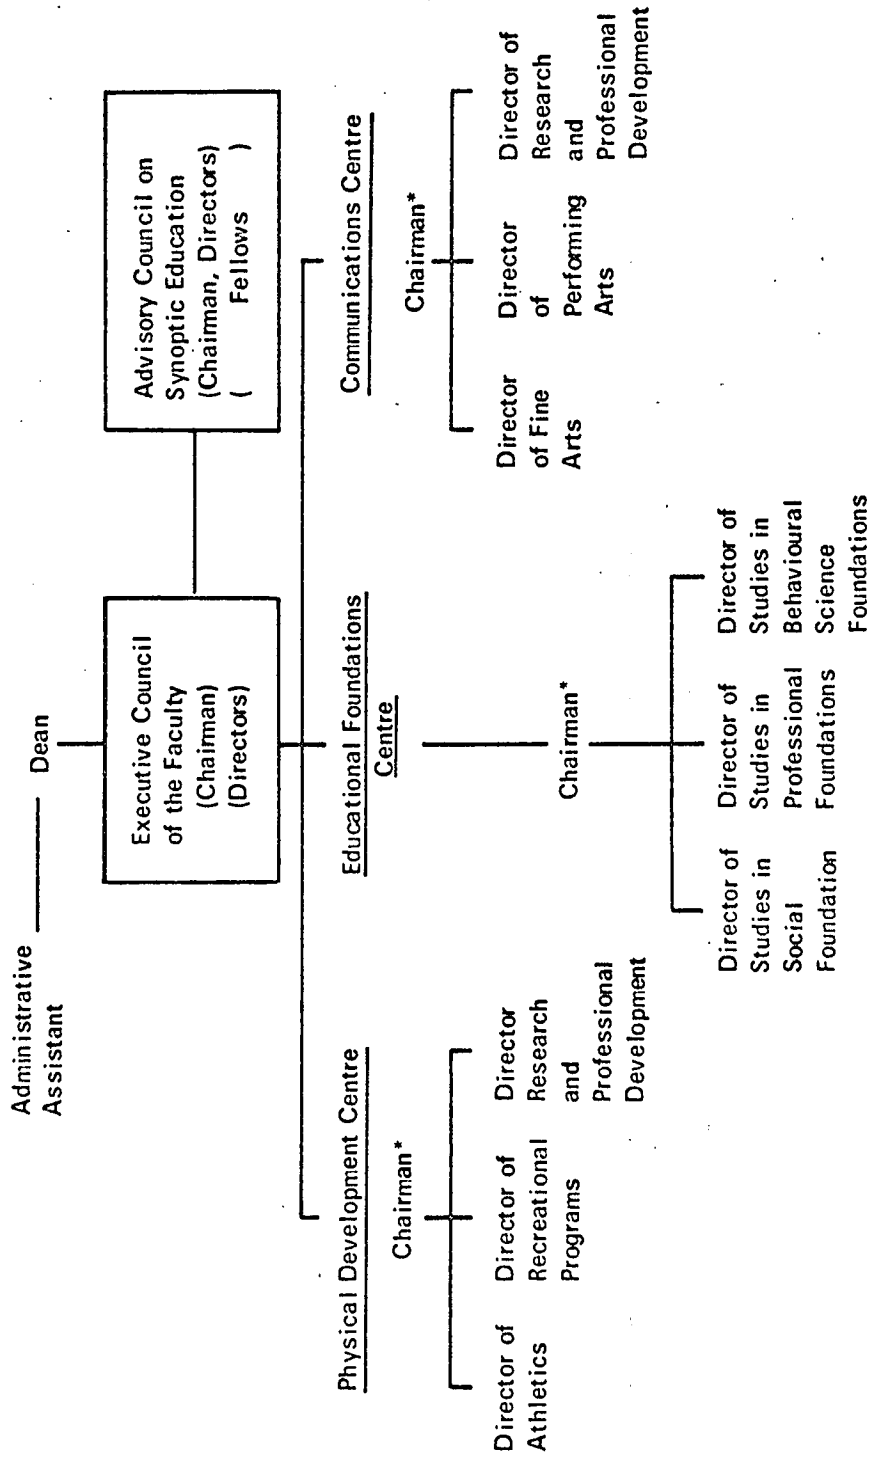 Administrative
Assistant
Dean
Executive Council
of the Faculty
(Chairman)
(Directors)
Advisory Council on
Synoptic Education
(Chairman, Directors)
( Fellows )
Physical Development Centre
Chairman*
Director of
Athletics
Director of
Recreational
Programs
Director
Research
and
Professional
Development
Educational Foundations
Centre
Chairman*
Director of
Studies in
Social
Foundation
Director of
Studies in
Professional
Foundations
Director of
Studies in
Behavioural
Science
Foundations
Communications Centre
Chairman*
Director
of Fine
Arts
Director
of
Performing
Arts
Director of
Research
and
Professional
Development